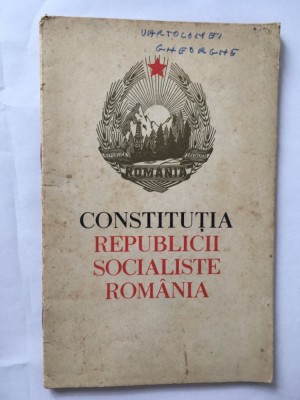 VARTOLOMEI
GHEORGHE
ROMANIA
CONSTITUȚIA
REPUBLICII
SOCIALISTE
ROMÂNIA